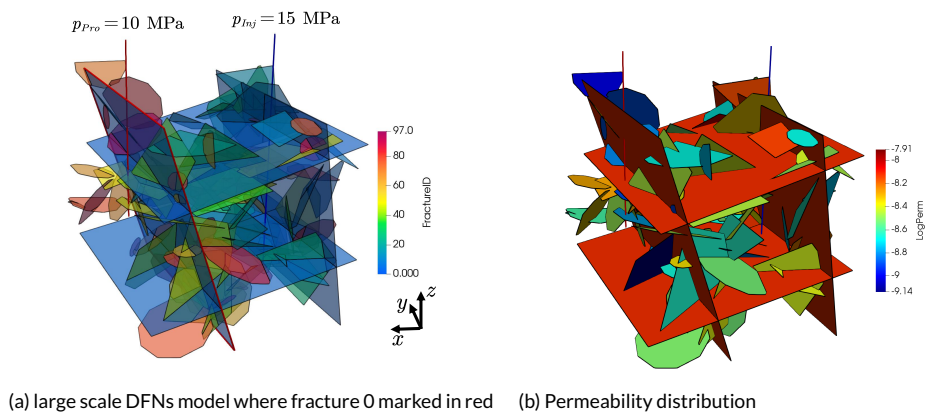 p_Pro = 10 MPa
p_Inj = 15 MPa
97.0
80
60
40
20
0.000
FractureID
z
y
x
-7.91
-8
-8.2
-8.4
-8.6
-8.8
-9
-9.14
LogPerm
(a) large scale DFNs model where fracture 0 marked in red
(b) Permeability distribution